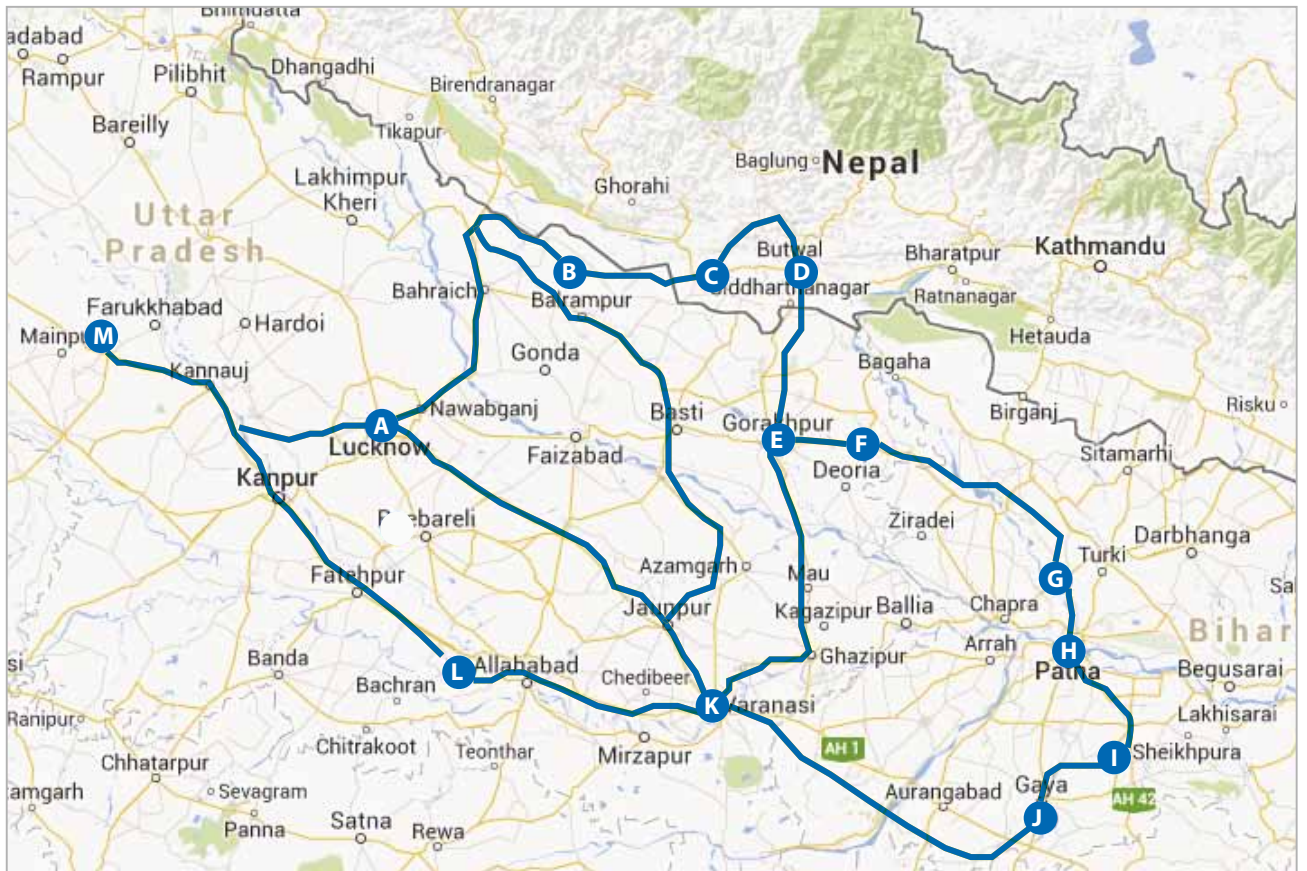 Bhimdatta
adabad
Rampur
Pilibhit
Dhangadhi
Birendranagar
Bareilly
Tikapur
Baglung
Nepal
Lakhimpur
Kheri
Ghorahi
Uttar
Pradesh
Butwal
Bharatpur
Kathmandu
B
C
D
Bahraich
Balrampur
Siddharthanagar
Ratnanagar
Farukkhabad
Hardoi
Hetauda
M
Mainpu
Kannauj
Gonda
Bagaha
Nawabganj
Basti
Gorakhpur
Birganj
Risku
A
Lucknow
Faizabad
E
F
Deoria
Sitamarhi
Kanpur
Ziradei
Darbhanga
Raebareli
Fatehpur
Azamgarh
Mau
G
Turki
Sa
Jaunpur
Kagazipur
Ballia
Chapra
Bihar
si
Banda
L
Allahabad
Chedibeer
Ghazipur
Arrah
H
Patna
Begusarai
Bachran
K
Varanasi
Lakhisarai
Ranipur
Chitrakoot
Teonthar
Mirzapur
AH 1
I
Sheikhpura
Chhatarpur
Sevagram
Aurangabad
Gaya
AH 42
amgarh
Panna
Satna
Rewa
J